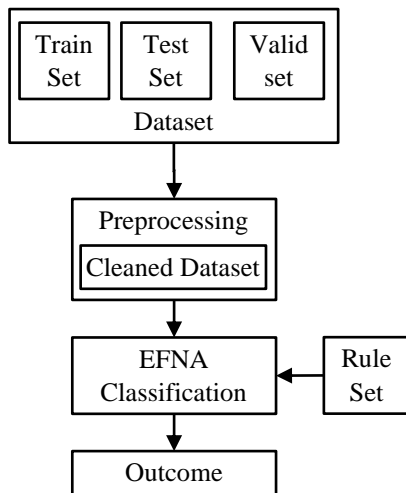 Train Set
Test Set
Valid set
Dataset
Preprocessing
Cleaned Dataset
EFNA
Classification
Rule Set
Outcome